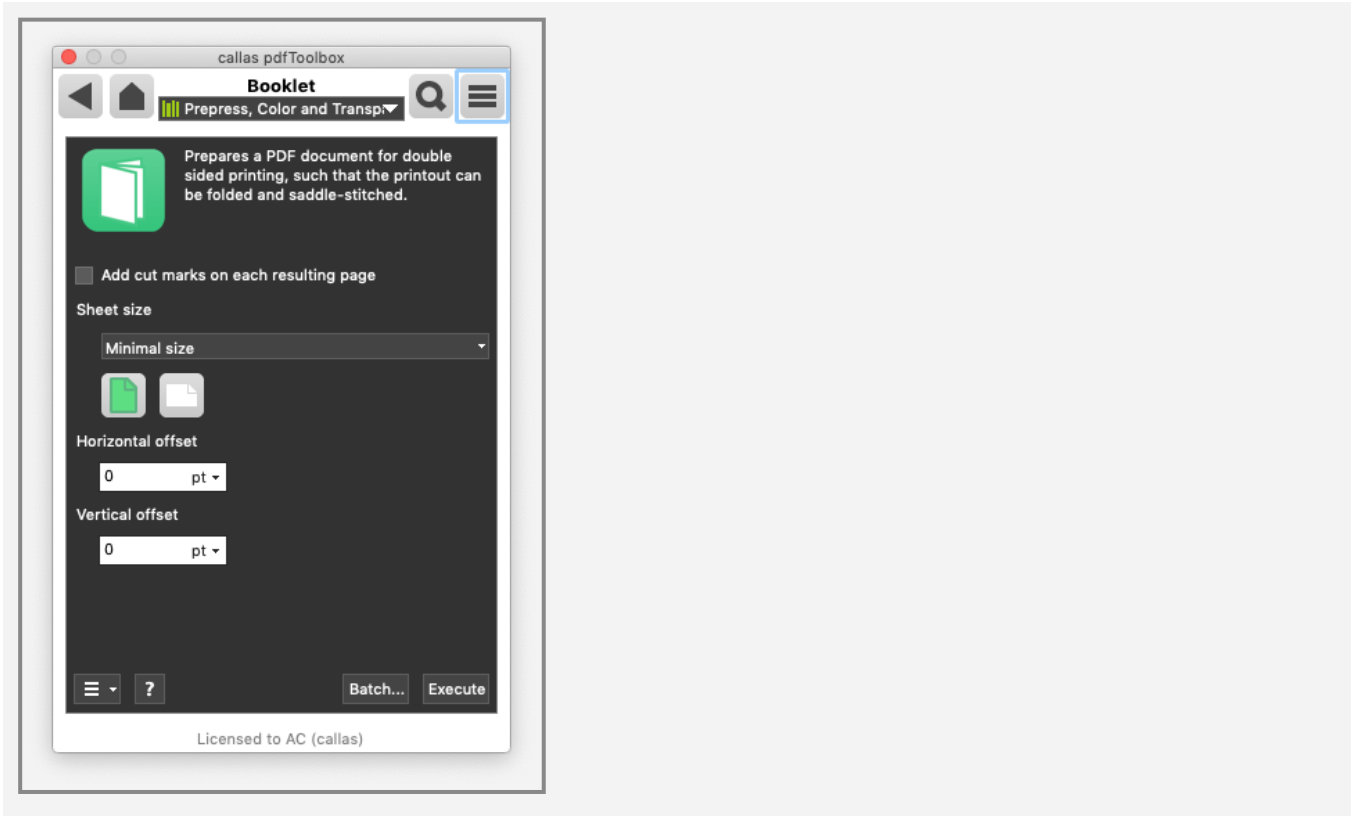 callas pdfToolbox
Booklet
Prepress, Color and
Prepares a PDF document for double
sided printing, such that the printout can
be folded and saddle-stitched.
Add cut marks on each resulting page
Sheet size
Minimal size
Horizontal offset
0 pt
Vertical offset
0 pt
?
Batch... Execute
Licensed to AC (callas)